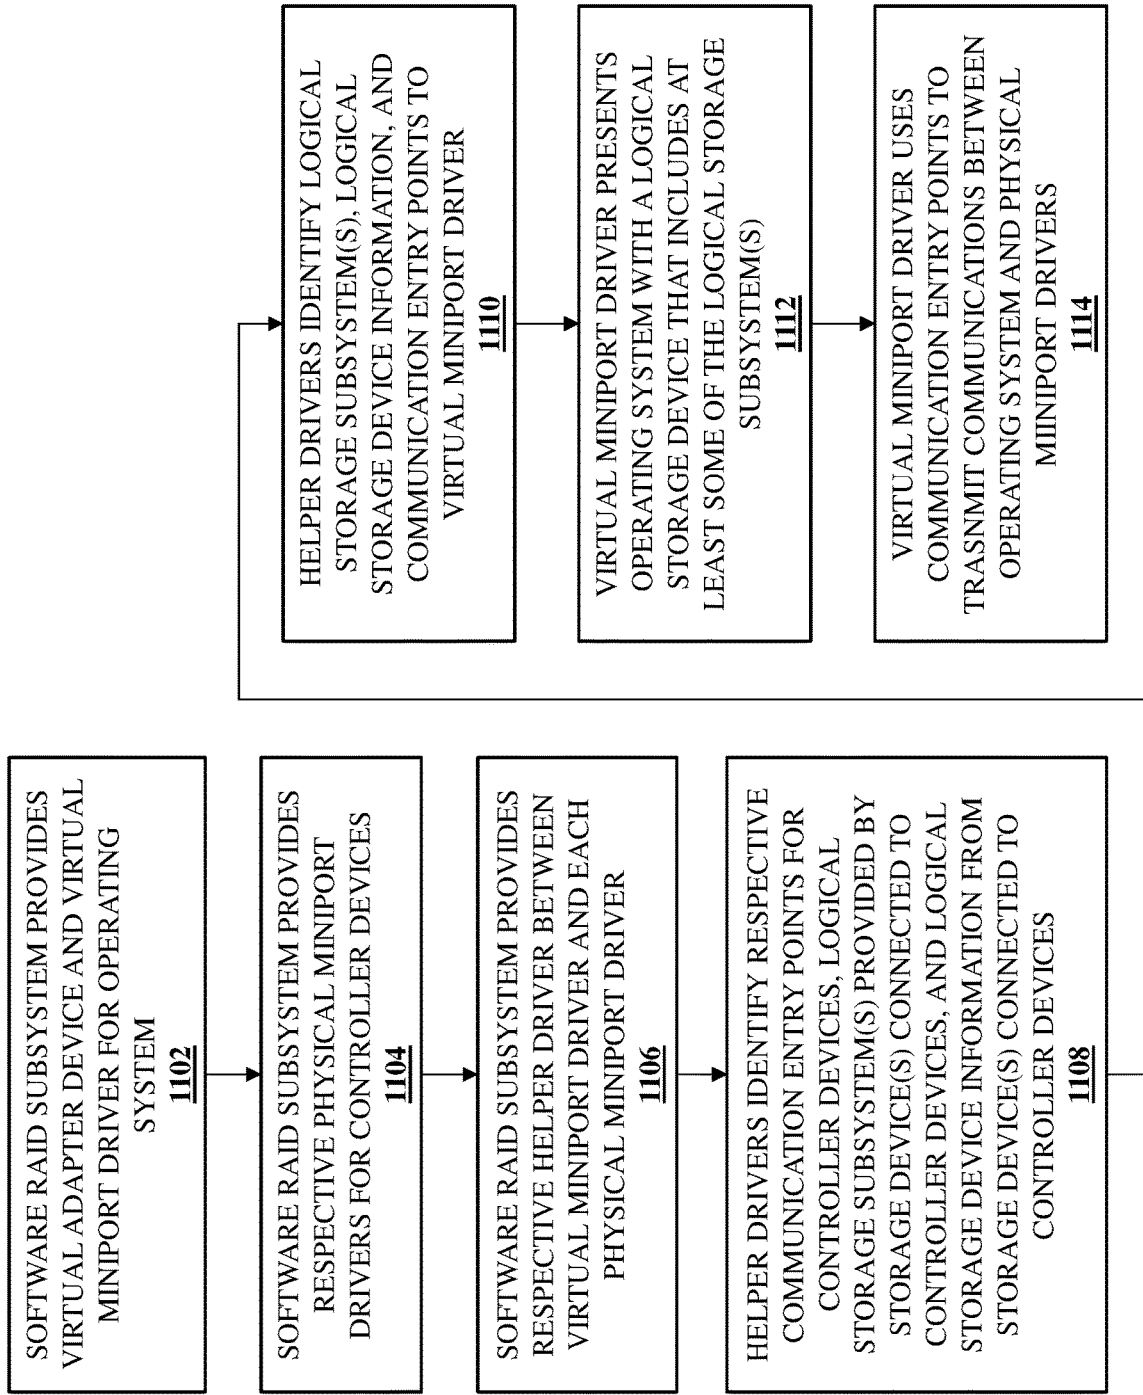 SOFTWARE RAID SUBSYSTEM PROVIDES
VIRTUAL ADAPTER DEVICE AND VIRTUAL
MINIPORT DRIVER FOR OPERATING
SYSTEM
1102
SOFTWARE RAID SUBSYSTEM PROVIDES
RESPECTIVE PHYSICAL MINIPORT
DRIVERS FOR CONTROLLER DEVICES
1104
SOFTWARE RAID SUBSYSTEM PROVIDES
RESPECTIVE HELPER DRIVER BETWEEN
VIRTUAL MINIPORT DRIVER AND EACH
PHYSICAL MINIPORT DRIVER
1106
HELPER DRIVERS IDENTIFY RESPECTIVE
COMMUNICATION ENTRY POINTS FOR
CONTROLLER DEVICES, LOGICAL
STORAGE SUBSYSTEM(S) PROVIDED BY
STORAGE DEVICE(S) CONNECTED TO
CONTROLLER DEVICES, AND LOGICAL
STORAGE DEVICE INFORMATION FROM
STORAGE DEVICE(S) CONNECTED TO
CONTROLLER DEVICES
1108
HELPER DRIVERS IDENTIFY LOGICAL
STORAGE SUBSYSTEM(S), LOGICAL
STORAGE DEVICE INFORMATION, AND
COMMUNICATION ENTRY POINTS TO
VIRTUAL MINIPORT DRIVER
1110
VIRTUAL MINIPORT DRIVER PRESENTS
OPERATING SYSTEM WITH A LOGICAL
STORAGE DEVICE THAT INCLUDES AT
LEAST SOME OF THE LOGICAL STORAGE
SUBSYSTEM(S)
1112
VIRTUAL MINIPORT DRIVER USES
COMMUNICATION ENTRY POINTS TO
TRASNMIT COMMUNICATIONS BETWEEN
OPERATING SYSTEM AND PHYSICAL
MIINIPORT DRIVERS
1114